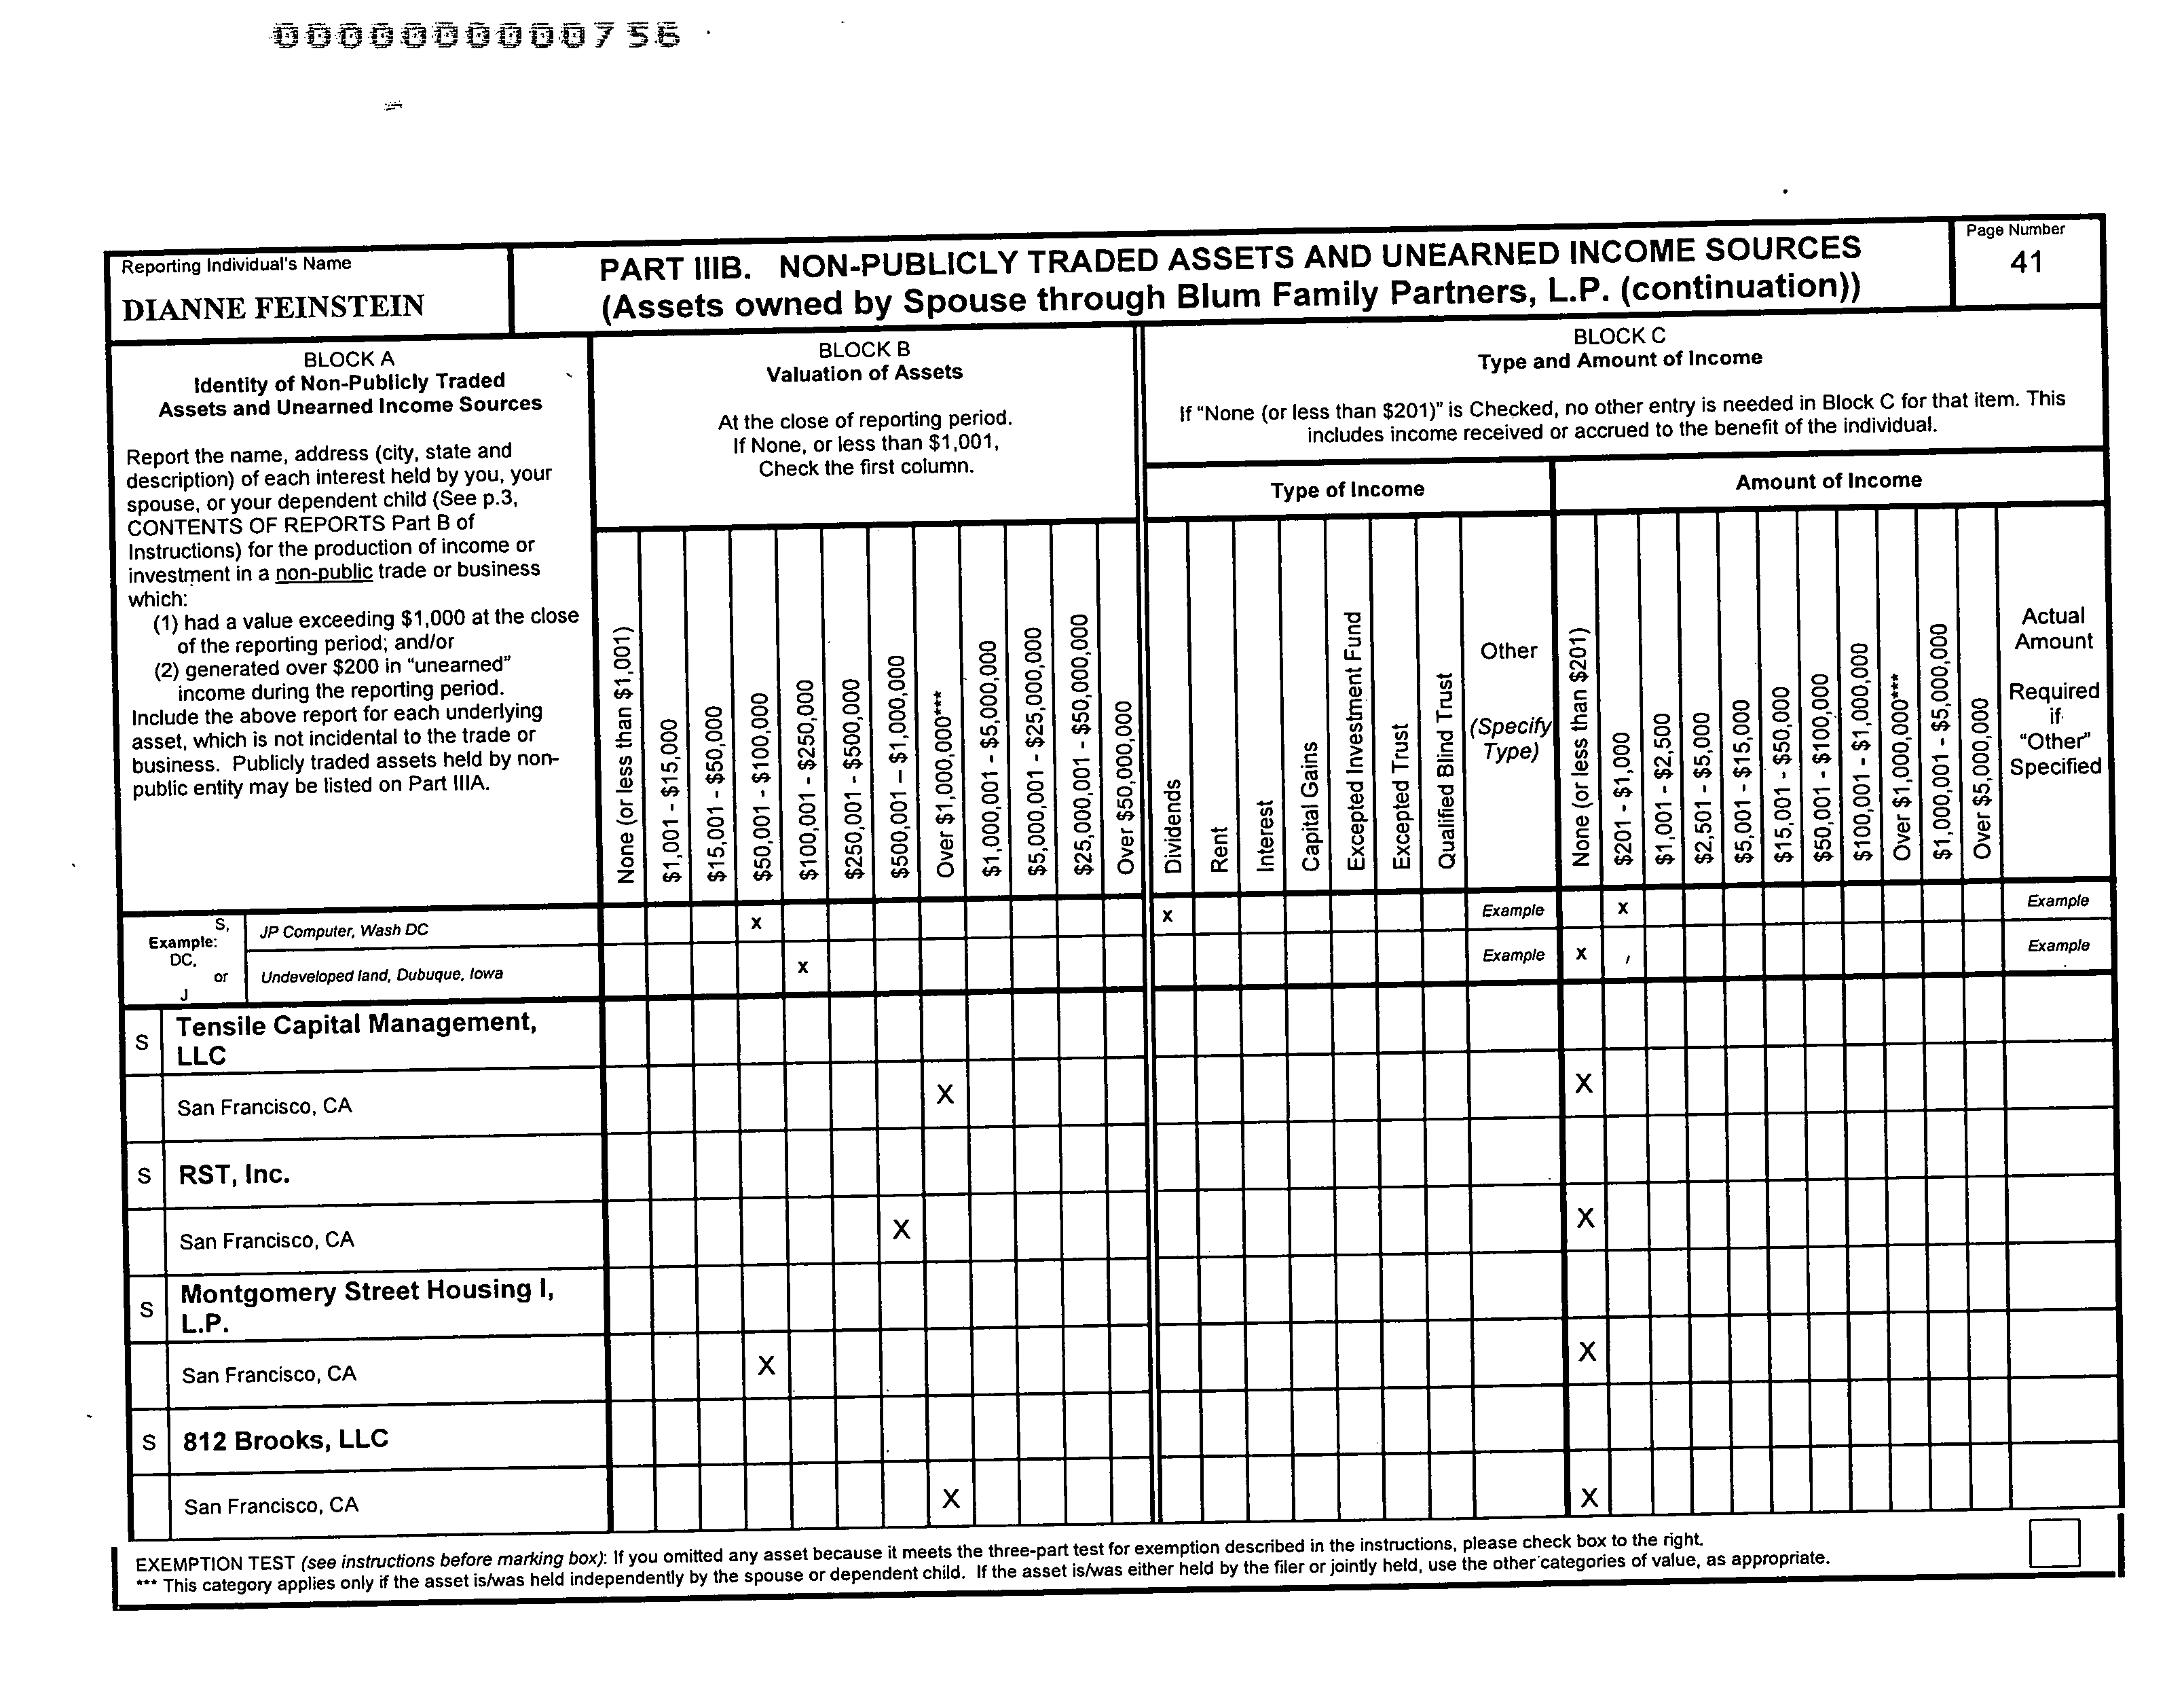 000000000756
Reporting Individual's Name
DIANNE FEINSTEIN
PART IIIB. NON-PUBLICLY TRADED ASSETS AND UNEARNED INCOME SOURCES
(Assets owned by Spouse through Blum Family Partners, L.P. (continuation))
Page Number
41
BLOCK A
Identity of Non-Publicly Traded
Assets and Unearned Income Sources
Report the name, address (city, state and
description) of each interest held by you, your
spouse, or your dependent child (See p.3,
CONTENTS OF REPORTS Part B of
Instructions) for the production of income or
investment in a non-public trade or business
which:
(1) had a value exceeding $1,000 at the close
of the reporting period; and/or
(2) generated over $200 in "unearned"
income during the reporting period.
Include the above report for each underlying
asset, which is not incidental to the trade or
business. Publicly traded assets held by non-
public entity may be listed on Part IIIA.
BLOCK B
Valuation of Assets
At the close of reporting period.
If None, or less than $1,001,
Check the first column.
None (or less than $1,001)
$1,001 - $15,000
$15,001 - $50,000
$50,001 - $100,000
$100,001 - $250,000
$250,001 - $500,000
$500,001 – $1,000,000
Over $1,000,000***
$1,000,001 - $5,000,000
$5,000,001 - $25,000,000
$25,000,001 - $50,000,000
Over $50,000,000
BLOCK C
Type and Amount of Income
If "None (or less than $201)" is Checked, no other entry is needed in Block C for that item. This
includes income received or accrued to the benefit of the individual.
Type of Income
Dividends
Rent
Interest
Capital Gains
Excepted Investment Fund
Excepted Trust
Qualified Blind Trust
Other
(Specify
Type)
Amount of Income
None (or less than $201)
$201 - $1,000
$1,001 - $2,500
$2,501 - $5,000
$5,001 - $15,000
$15,001 - $50,000
$50,001 - $100,000
$100,001 - $1,000,000
Over $1,000,000***
$1,000,001 - $5,000,000
Over $5,000,000
Actual
Amount
Required
if
"Other"
Specified
S,
Example:
DC,
or
J
JP Computer, Wash DC x x Example x Example
Undeveloped land, Dubuque, Iowa x Example x Example
S Tensile Capital Management,
LLC
San Francisco, CA X X
S RST, Inc.
San Francisco, CA X X
S Montgomery Street Housing I,
L.P.
San Francisco, CA X X
S 812 Brooks, LLC
San Francisco, CA X X
EXEMPTION TEST (see instructions before marking box): If you omitted any asset because it meets the three-part test for exemption described in the instructions, please check box to the right.
*** This category applies only if the asset is/was held independently by the spouse or dependent child. If the asset is/was either held by the filer or jointly held, use the other categories of value, as appropriate.